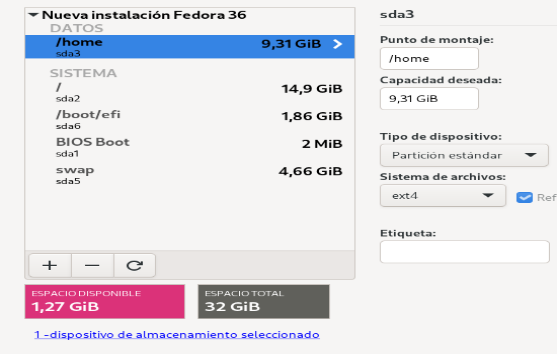 Nueva instalación Fedora 36
DATOS
/home 9,31 GiB
sda3
SISTEMA
/ 14,9 GiB
sda2
/boot/efi 1,86 GiB
sda6
BIOS Boot 2 MiB
sda1
swap 4,66 GiB
sda5
ESPACIO DISPONIBLE
1,27 GiB
ESPACIO TOTAL
32 GiB
1 -dispositivo de almacenamiento seleccionado
sda3
Punto de montaje:
/home
Capacidad deseada:
9,31 GiB
Tipo de dispositivo:
Partición estándar
Sistema de archivos:
ext4 Ref
Etiqueta: